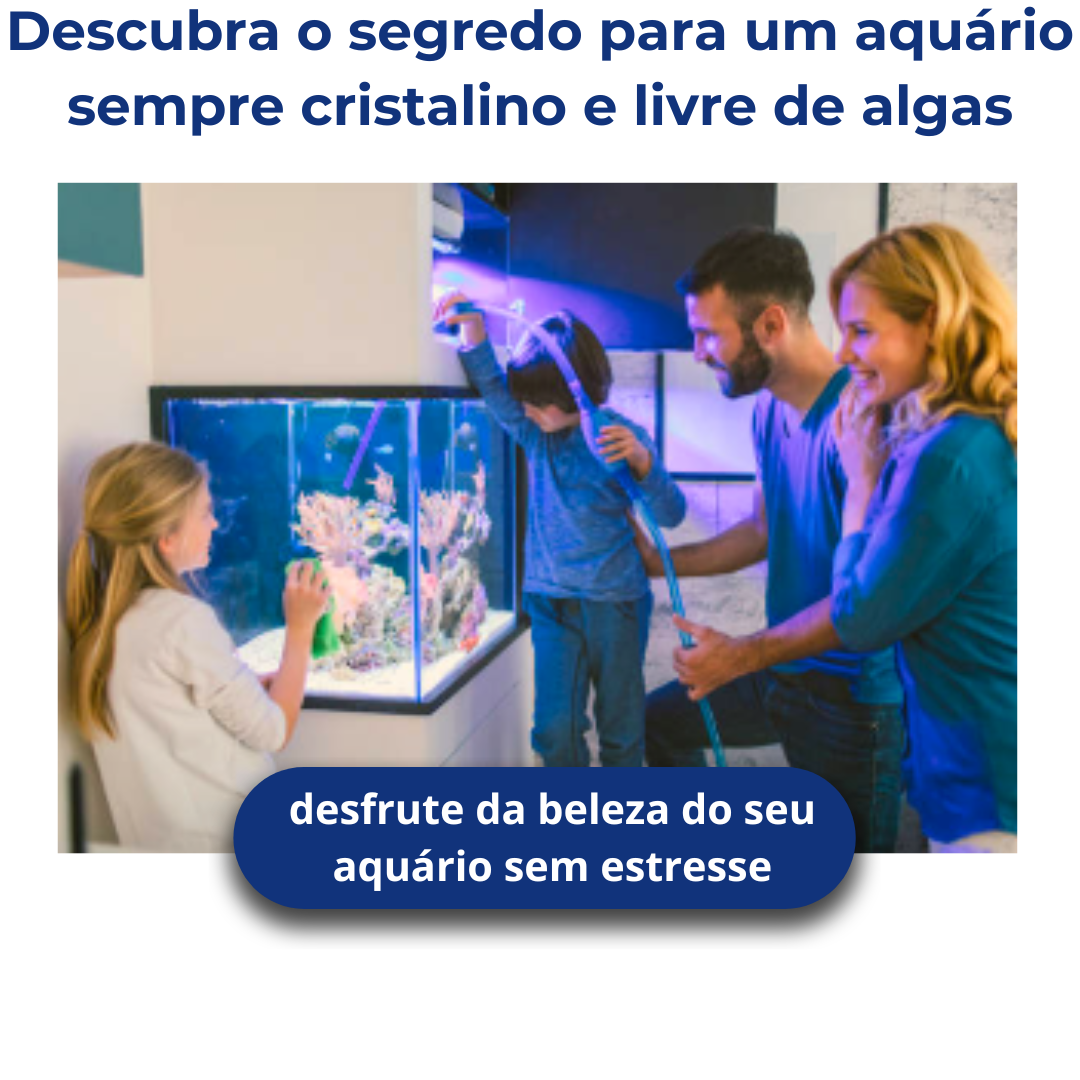 Descubra o segredo para um aquário
sempre cristalino e livre de algas
desfrute da beleza do seu
aquário sem estresse